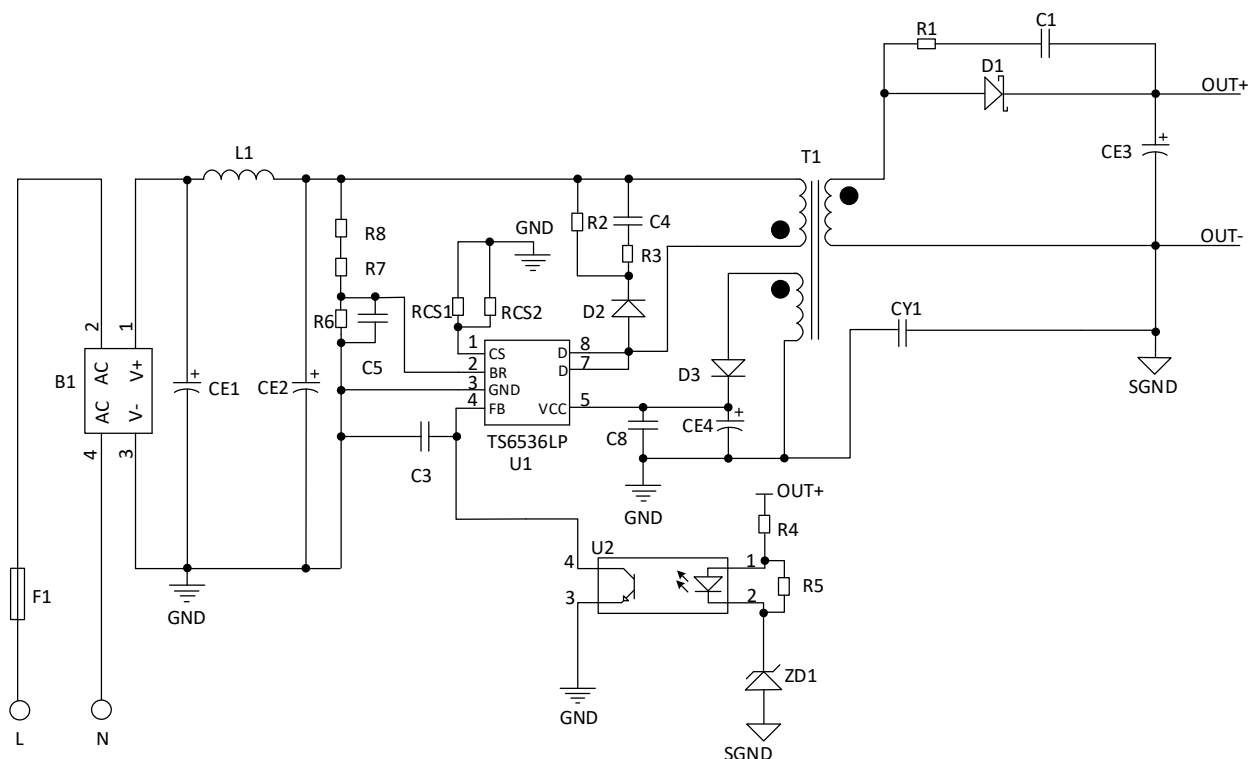 R1
C1
D1
OUT+
L1
T1
CE3
R8
R7
GND
R2
C4
R3
OUT-
R6
RCS1
RCS2
D2
CY1
2
1
B1
AC
V+
AC
V-
CE1
CE2
C5
1
CS
2
BR
3
GND
4
FB
D
8
D
7
VCC
5
TS6536LP
U1
D3
C8
CE4
SGND
4
3
C3
GND
OUT+
R4
U2
4
1
3
2
R5
F1
GND
ZD1
GND
L
N
SGND
+
+
+
+